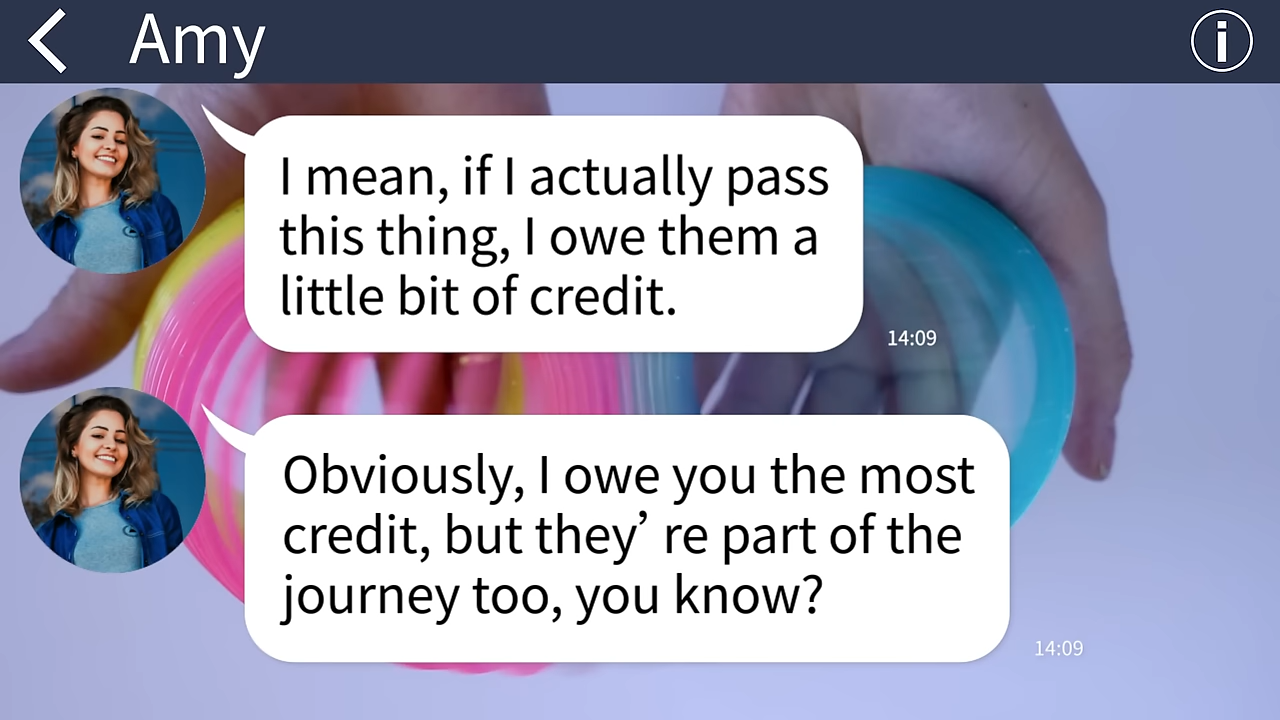 Amy
I mean, if I actually pass
this thing, I owe them a
little bit of credit.
14:09
Obviously, I owe you the most
credit, but they’ re part of the
journey too, you know?
14:09